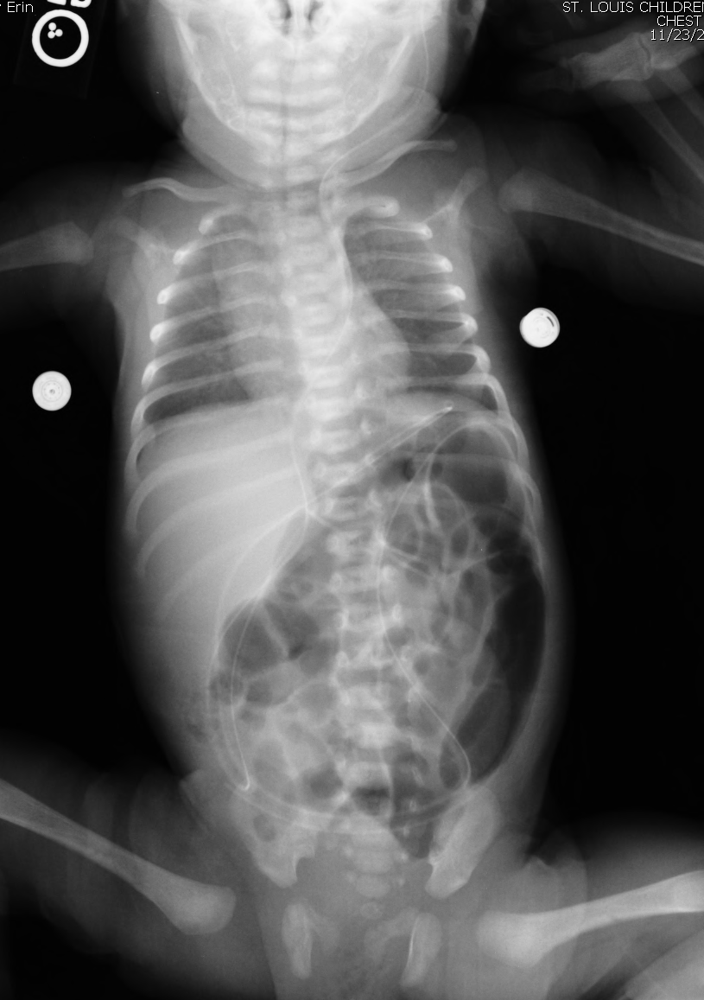 Erin
ST. LOUIS CHILDREN
CHEST
11/23/2